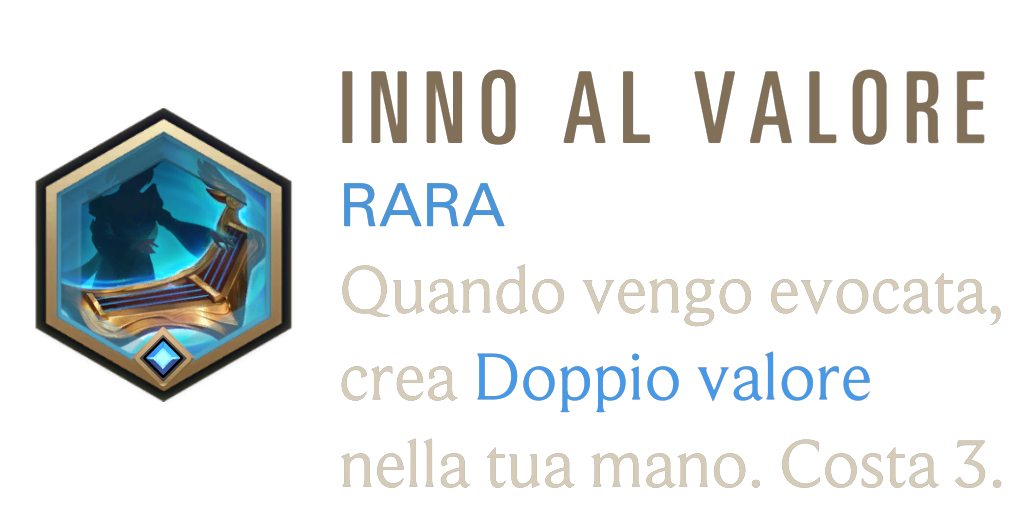 INNO AL VALORE
RARA
Quando vengo evocata,
crea Doppio valore
nella tua mano. Costa 3.